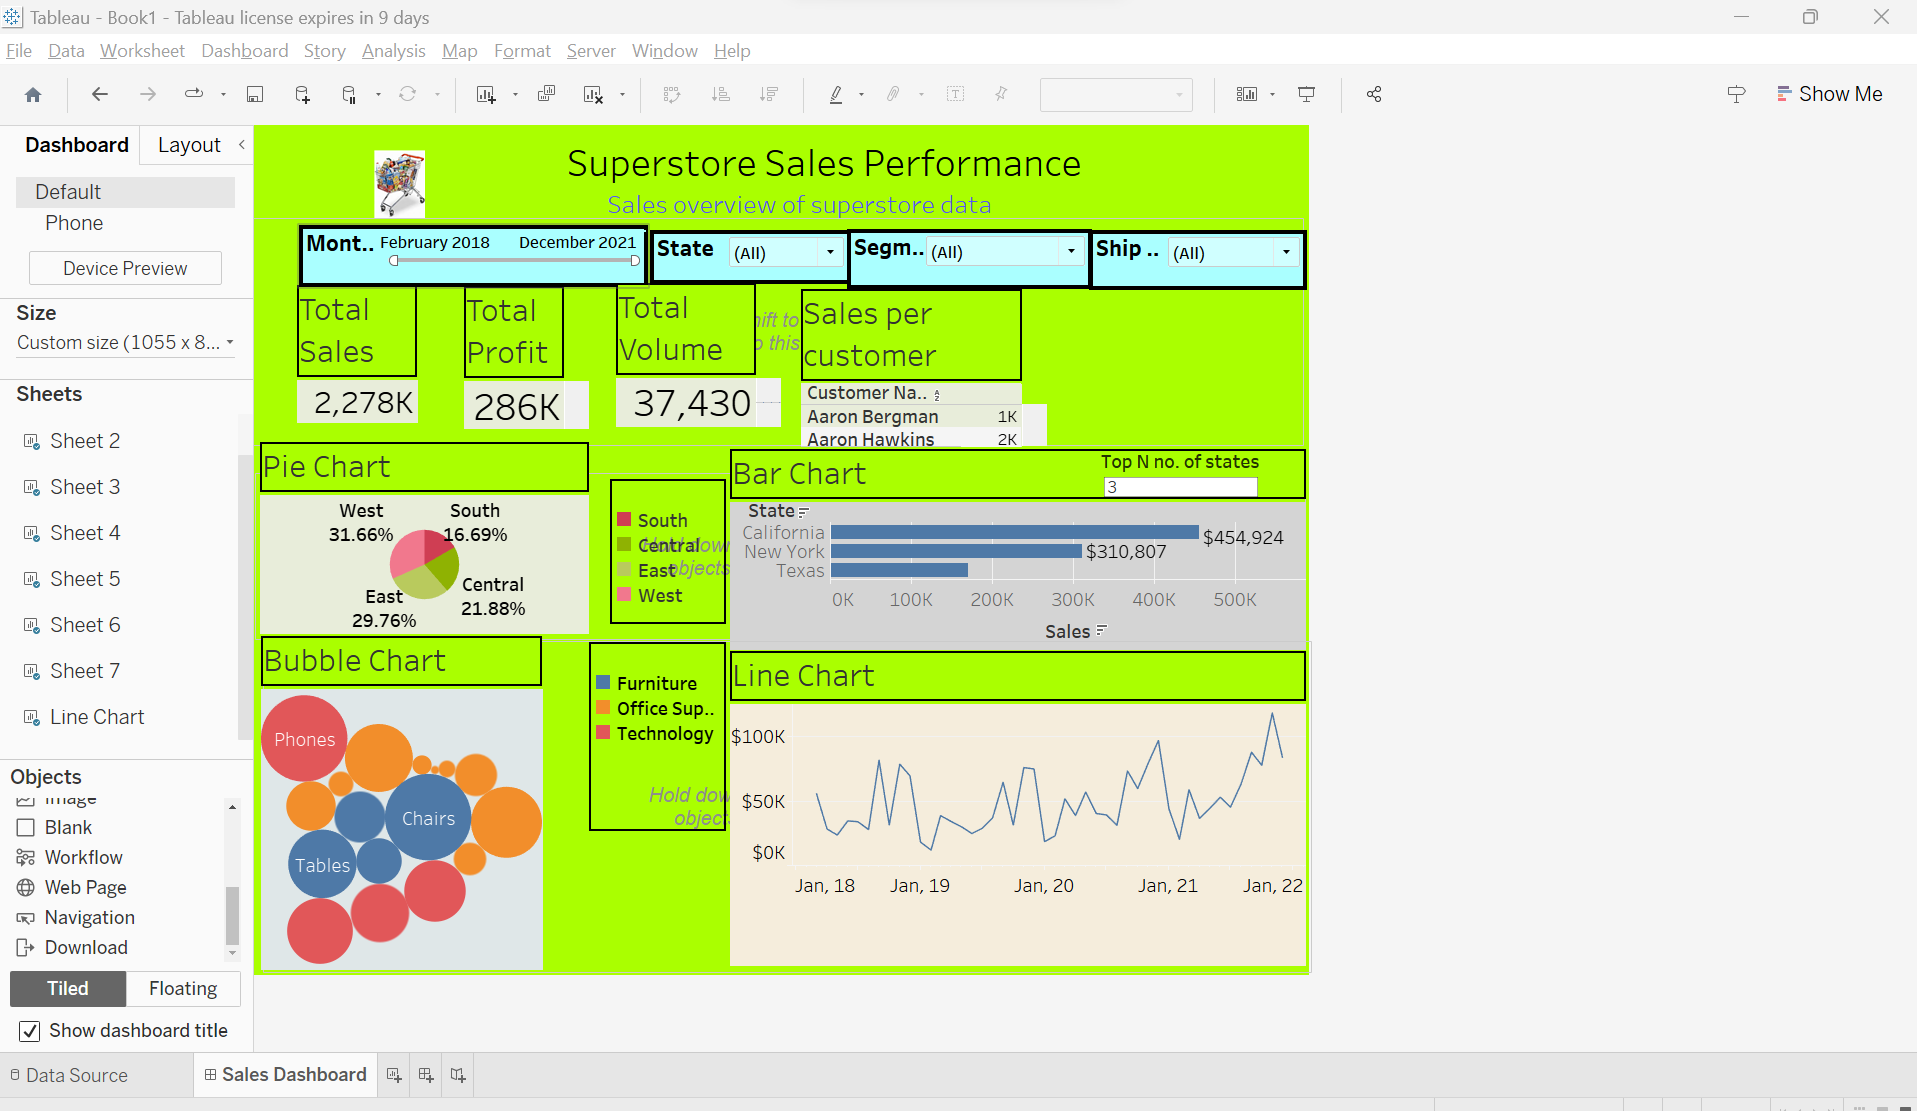 Tableau - Book1 - Tableau license expires in 9 days
File Data Worksheet Dashboard Story Analysis Map Format Server Window Help
Show Me
Dashboard Layout
Default
Phone
Device Preview
Size
Custom size (1055 x 8...
Sheets
Sheet 2
Sheet 3
Sheet 4
Sheet 5
Sheet 6
Sheet 7
Line Chart
Objects
Image
Blank
Workflow
Web Page
Navigation
Download
Tiled Floating
Show dashboard title
Superstore Sales Performance
Sales overview of superstore data
Mont.. February 2018 December 2021
State (All)
Segm.. (All)
Ship .. (All)
Total
Sales
2,278K
Total
Profit
286K
Total
Volume
37,430
Sales per
customer
Customer Na..
Aaron Bergman 1K
Aaron Hawkins 2K
Pie Chart
West
31.66%
South
16.69%
East
29.76%
Central
21.88%
South
Central
East
West
Bar Chart
Top N no. of states
3
State
California $454,924
New York $310,807
Texas
0K 100K 200K 300K 400K 500K
Sales
Bubble Chart
Phones
Chairs
Tables
Furniture
Office Sup..
Technology
Hold dow
Line Chart
$100K
$50K
$0K
Jan, 18 Jan, 19 Jan, 20 Jan, 21 Jan, 22
Data Source Sales Dashboard